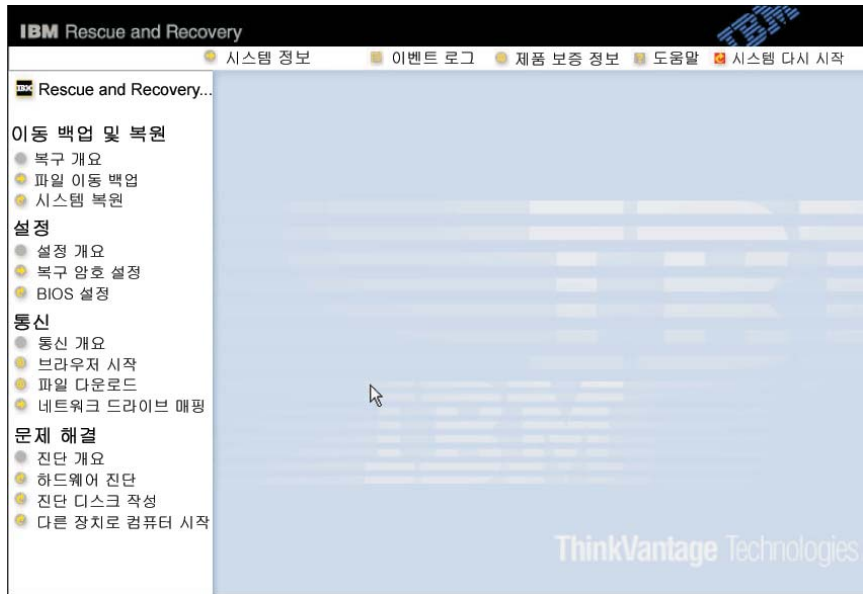 IBM Rescue and Recovery
IBM
시스템 정보 이벤트 로그 제품 보증 정보 도움말 시스템 다시 시작
Rescue and Recovery...
이동 백업 및 복원
복구 개요
파일 이동 백업
시스템 복원
설정
설정 개요
복구 암호 설정
BIOS 설정
통신
통신 개요
브라우저 시작
파일 다운로드
네트워크 드라이브 매핑
문제 해결
진단 개요
하드웨어 진단
진단 디스크 작성
다른 장치로 컴퓨터 시작
IBM
ThinkVantage Technologies